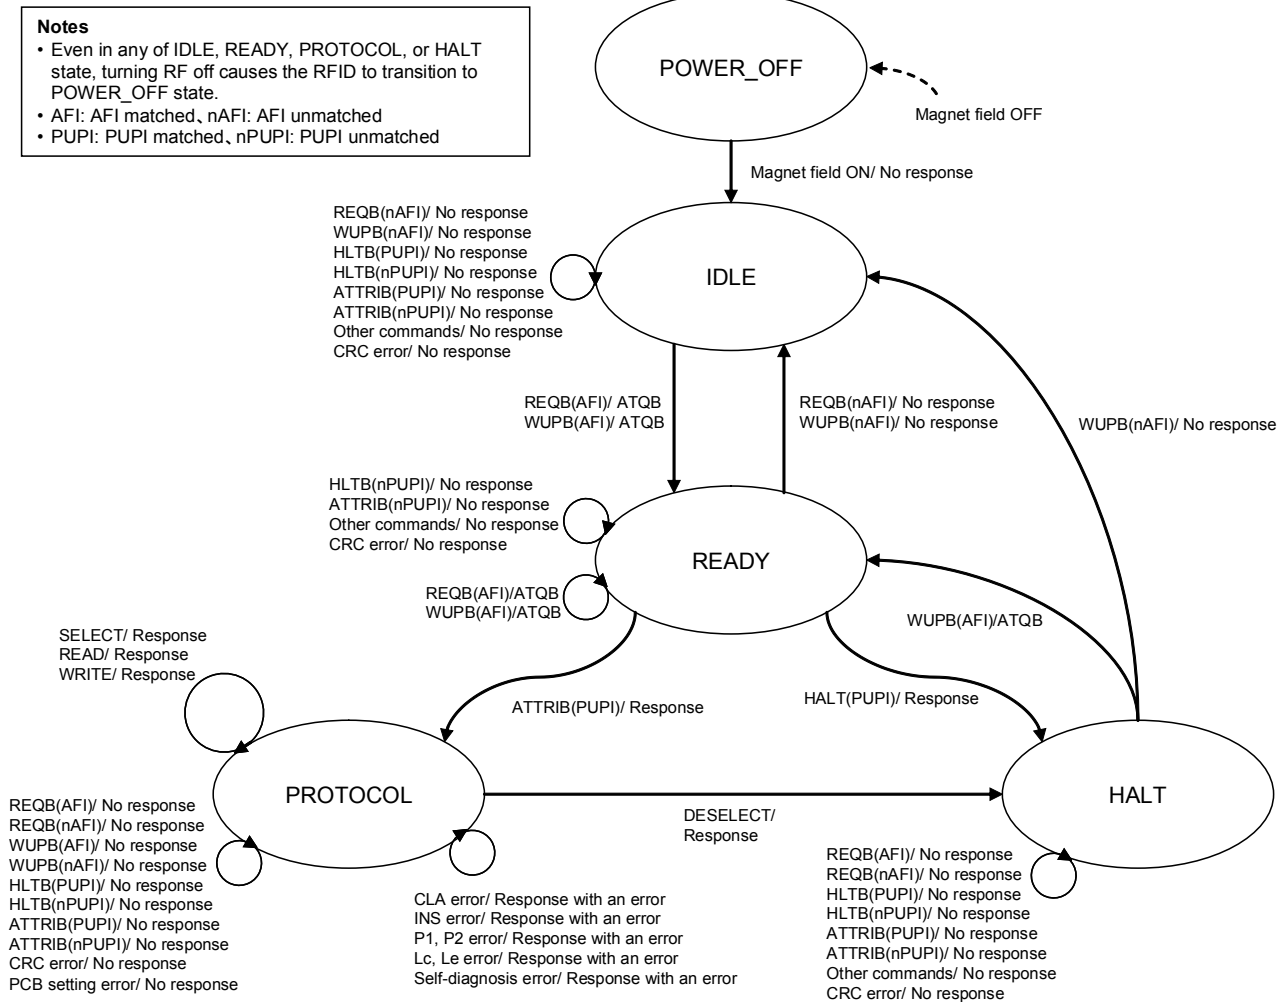 Notes
• Even in any of IDLE, READY, PROTOCOL, or HALT
state, turning RF off causes the RFID to transition to
POWER_OFF state.
• AFI: AFI matched、nAFI: AFI unmatched
• PUPI: PUPI matched、nPUPI: PUPI unmatched
POWER_OFF
Magnet field OFF
Magnet field ON/ No response
REQB(nAFI)/ No response
WUPB(nAFI)/ No response
HLTB(PUPI)/ No response
HLTB(nPUPI)/ No response
ATTRIB(PUPI)/ No response
ATTRIB(nPUPI)/ No response
Other commands/ No response
CRC error/ No response
IDLE
REQB(AFI)/ ATQB
WUPB(AFI)/ ATQB
REQB(nAFI)/ No response
WUPB(nAFI)/ No response
WUPB(nAFI)/ No response
HLTB(nPUPI)/ No response
ATTRIB(nPUPI)/ No response
Other commands/ No response
CRC error/ No response
READY
REQB(AFI)/ATQB
WUPB(AFI)/ATQB
WUPB(AFI)/ATQB
SELECT/ Response
READ/ Response
WRITE/ Response
ATTRIB(PUPI)/ Response
HALT(PUPI)/ Response
PROTOCOL
HALT
DESELECT/
Response
REQB(AFI)/ No response
REQB(nAFI)/ No response
WUPB(AFI)/ No response
WUPB(nAFI)/ No response
HLTB(PUPI)/ No response
HLTB(nPUPI)/ No response
ATTRIB(PUPI)/ No response
ATTRIB(nPUPI)/ No response
CRC error/ No response
PCB setting error/ No response
CLA error/ Response with an error
INS error/ Response with an error
P1, P2 error/ Response with an error
Lc, Le error/ Response with an error
Self-diagnosis error/ Response with an error
REQB(AFI)/ No response
REQB(nAFI)/ No response
HLTB(PUPI)/ No response
HLTB(nPUPI)/ No response
ATTRIB(PUPI)/ No response
ATTRIB(nPUPI)/ No response
Other commands/ No response
CRC error/ No response